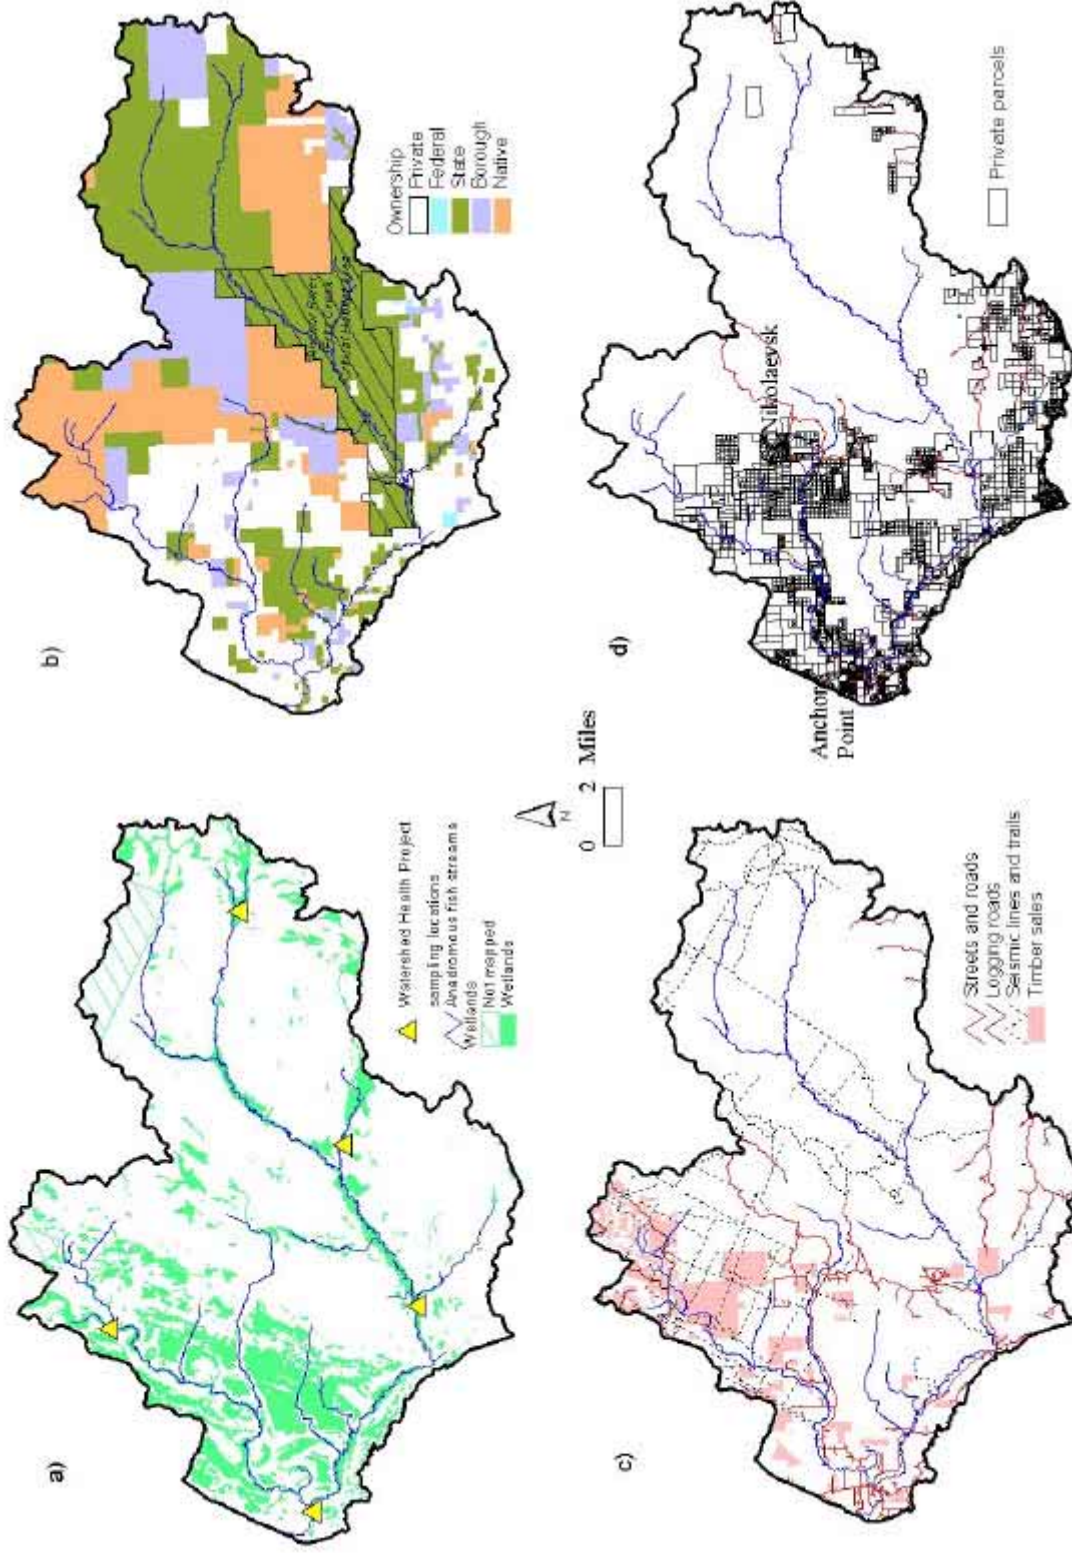 a)
Watershed Health Project
sampling locations
Anadromous fish streams
Wetlands
Not mapped
Wetlands
b)
Ownership
Private
Federal
State
Borough
Native
N
0 2 Miles
c)
Streets and roads
Logging roads
Seismic lines and trails
Timber sales
d)
Nikolaevsk
Anchor
Point
Private parcels